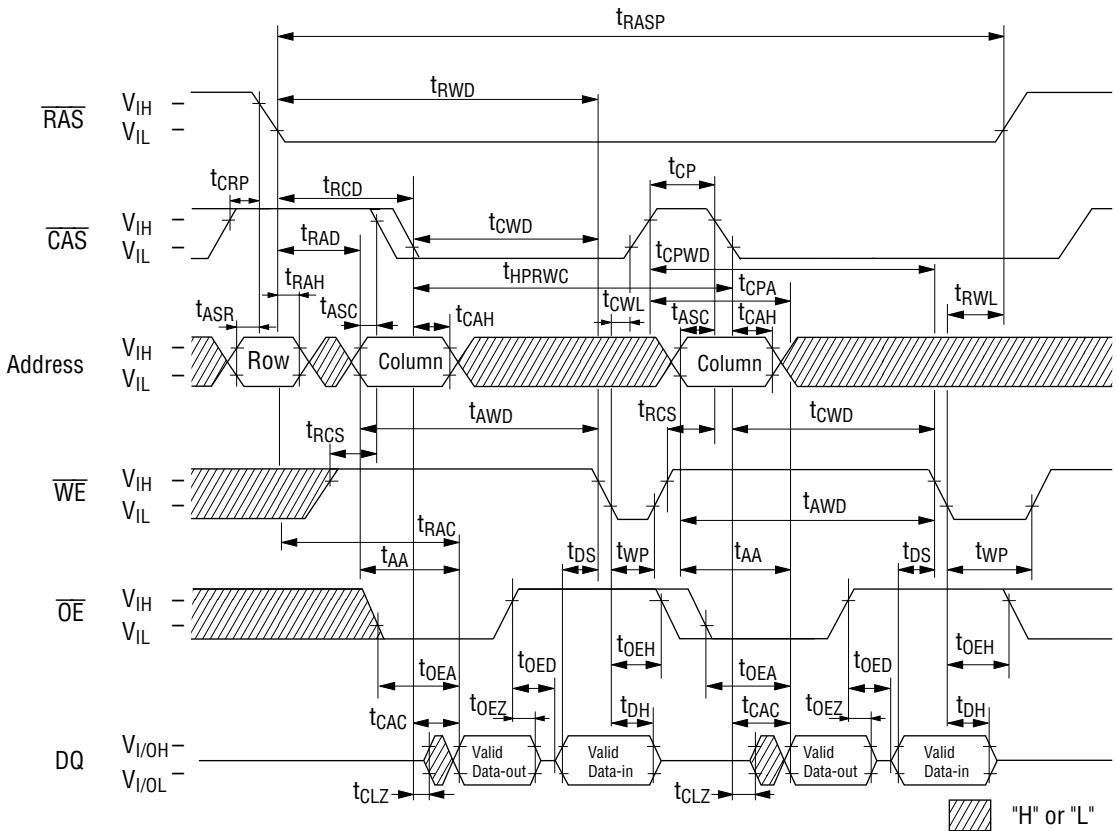 tRASP
RAS
VIH
VIL
tRWD
tCRP
tRCD
tCP
CAS
VIH
VIL
tRAD
tCWD
tCPWD
tHPRWC
tRAH
tCWL
tCPA
tRWL
tASR
tASC
tCAH
tASC
tCAH
Address
VIH
VIL
Row
Column
Column
tRCS
tAWD
tRCS
tCWD
WE
VIH
VIL
tRAC
tAWD
tAA
tDS
tWP
tAA
tDS
tWP
OE
VIH
VIL
tOEA
tOED
tOEH
tOEA
tOED
tOEH
tCAC
tOEZ
tDH
tCAC
tOEZ
tDH
DQ
VI/OH
VI/OL
Valid
Data-out
Valid
Data-in
Valid
Data-out
Valid
Data-in
tCLZ
tCLZ
"H" or "L"